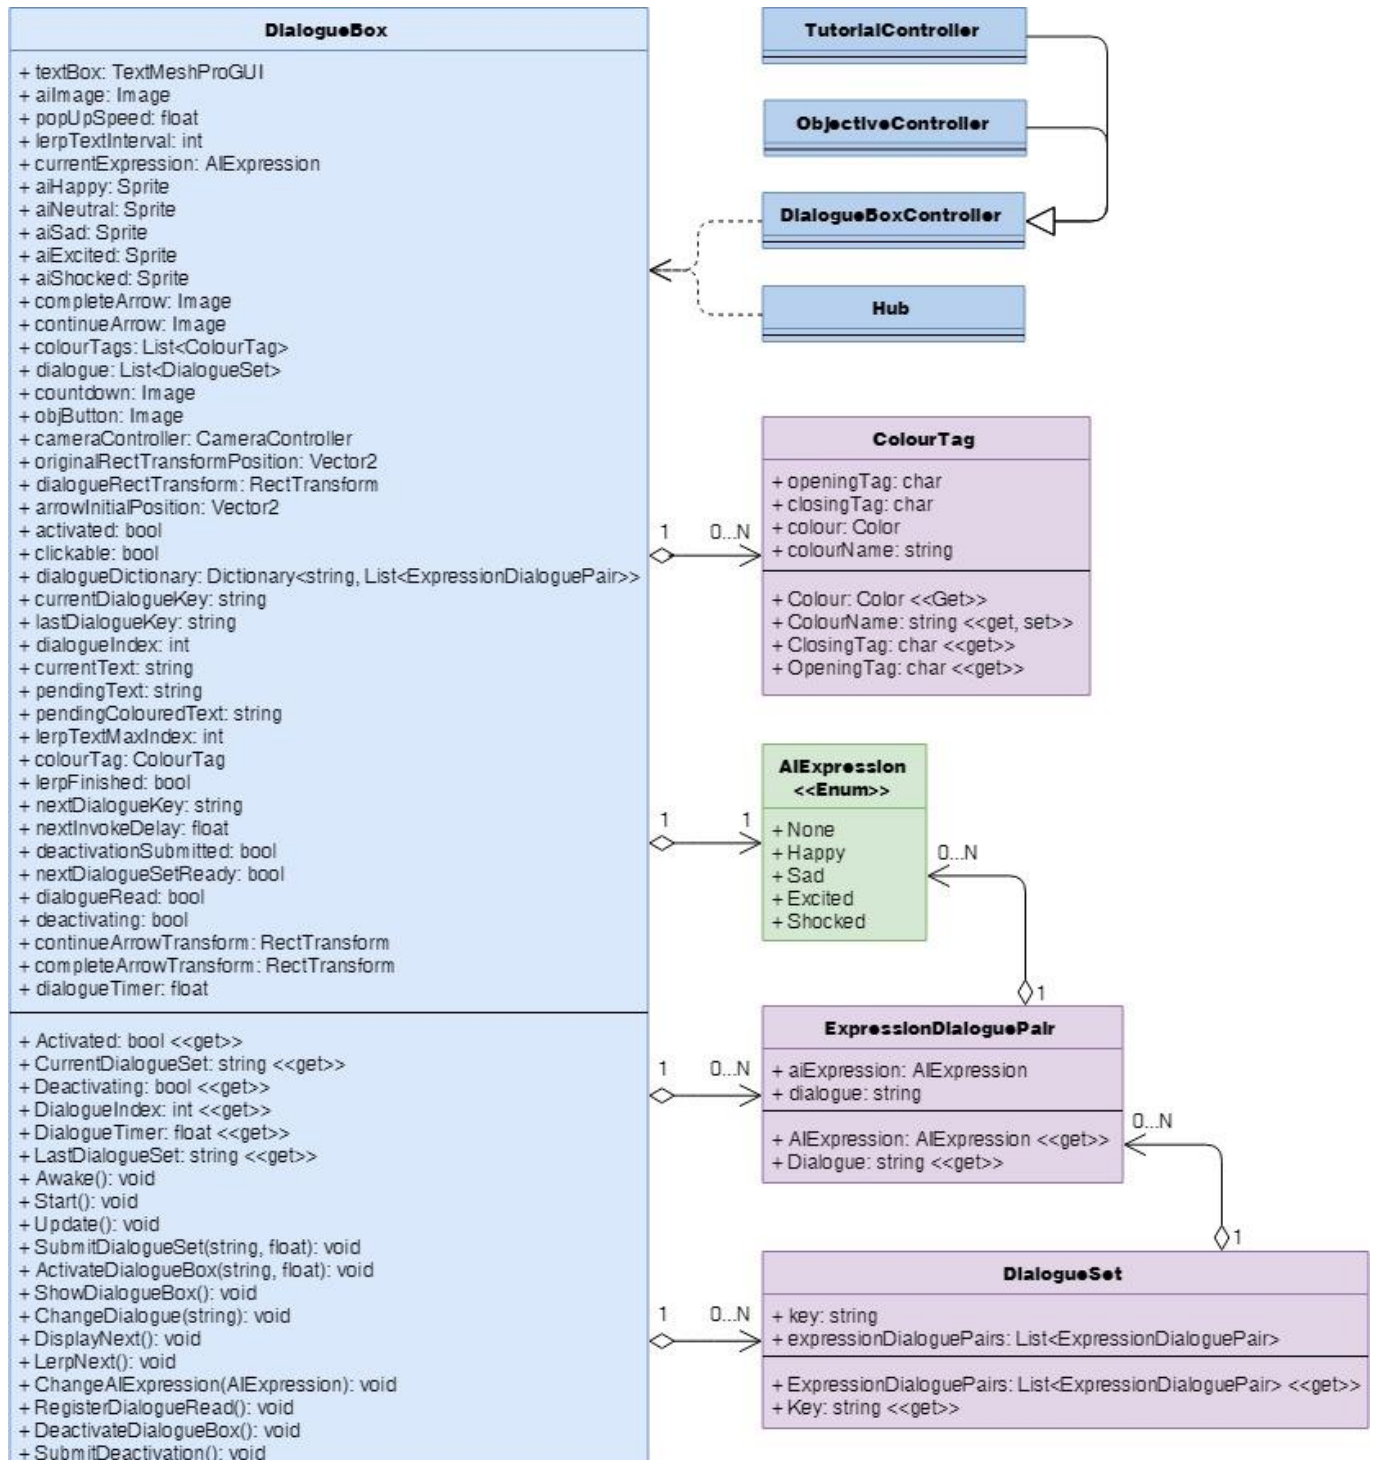 DialogueBox
+ textBox: TextMeshProGUI
+ aiImage: Image
+ popUpSpeed: float
+ lerpTextInterval: int
+ currentExpression: AIExpression
+ aiHappy: Sprite
+ aiNeutral: Sprite
+ aiSad: Sprite
+ aiExcited: Sprite
+ aiShocked: Sprite
+ completeArrow: Image
+ continueArrow: Image
+ colourTags: List<ColourTag>
+ dialogue: List<DialogueSet>
+ countdown: Image
+ objButton: Image
+ cameraController: CameraController
+ originalRectTransformPosition: Vector2
+ dialogueRectTransform: RectTransform
+ arrowInitialPosition: Vector2
+ activated: bool
+ clickable: bool
+ dialogueDictionary: Dictionary<string, List<ExpressionDialoguePair>>
+ currentDialogueKey: string
+ lastDialogueKey: string
+ dialogueIndex: int
+ currentText: string
+ pendingText: string
+ pendingColouredText: string
+ lerpTextMaxIndex: int
+ colourTag: ColourTag
+ lerpFinished: bool
+ nextDialogueKey: string
+ nextInvokeDelay: float
+ deactivationSubmitted: bool
+ nextDialogueSetReady: bool
+ dialogueRead: bool
+ deactivating: bool
+ continueArrowTransform: RectTransform
+ completeArrowTransform: RectTransform
+ dialogueTimer: float
+ Activated: bool <<get>>
+ CurrentDialogueSet: string <<get>>
+ Deactivating: bool <<get>>
+ DialogueIndex: int <<get>>
+ DialogueTimer: float <<get>>
+ LastDialogueSet: string <<get>>
+ Awake(): void
+ Start(): void
+ Update(): void
+ SubmitDialogueSet(string, float): void
+ ActivateDialogueBox(string, float): void
+ ShowDialogueBox(): void
+ ChangeDialogue(string): void
+ DisplayNext(): void
+ LerpNext(): void
+ ChangeAIExpression(AIExpression): void
+ RegisterDialogueRead(): void
+ DeactivateDialogueBox(): void
+ SubmitDeactivation(): void
TutorialController
ObjectiveController
DialogueBoxController
Hub
1 0...N
ColourTag
+ openingTag: char
+ closingTag: char
+ colour: Color
+ colourName: string
+ Colour: Color <<Get>>
+ ColourName: string <<get, set>>
+ ClosingTag: char <<get>>
+ OpeningTag: char <<get>>
1 1
AIExpression
<<Enum>>
+ None
+ Happy
+ Sad
+ Excited
+ Shocked
0...N
1
1 0...N
ExpressionDialoguePair
+ aiExpression: AIExpression
+ dialogue: string
+ AIExpression: AIExpression <<get>>
+ Dialogue: string <<get>>
0...N
1
1 0...N
DialogueSet
+ key: string
+ expressionDialoguePairs: List<ExpressionDialoguePair>
+ ExpressionDialoguePairs: List<ExpressionDialoguePair> <<get>>
+ Key: string <<get>>